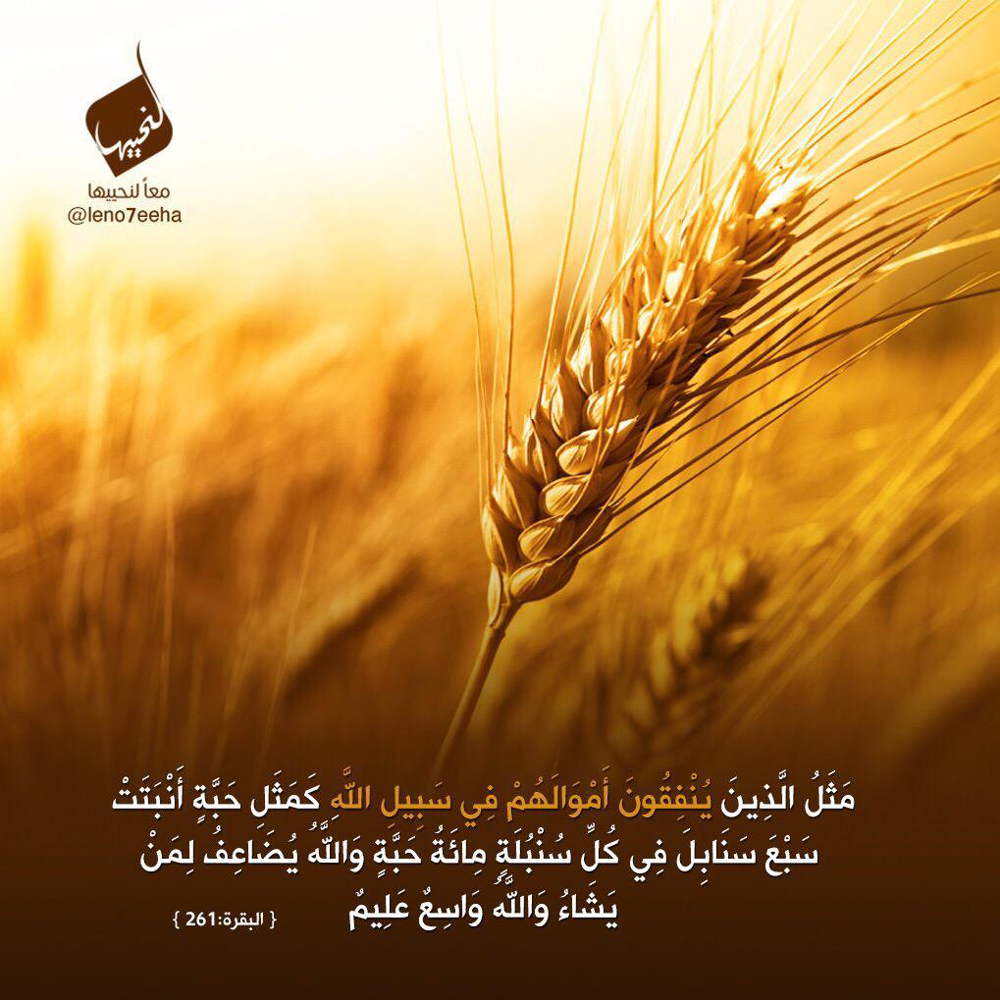 لنحييها
معاً لنحييها
@leno7eeha
مَثَلُ الَّذِينَ يُنْفِقُونَ أَمْوَالَهُمْ فِي سَبِيلِ اللَّهِ كَمَثَلِ حَبَّةٍ أَنْبَتَتْ
سَبْعَ سَنَابِلَ فِي كُلِّ سُنْبُلَةٍ مِائَةُ حَبَّةٍ وَاللَّهُ يُضَاعِفُ لِمَنْ
يَشَاءُ وَاللَّهُ وَاسِعٌ عَلِيمٌ
{ البقرة:261 }